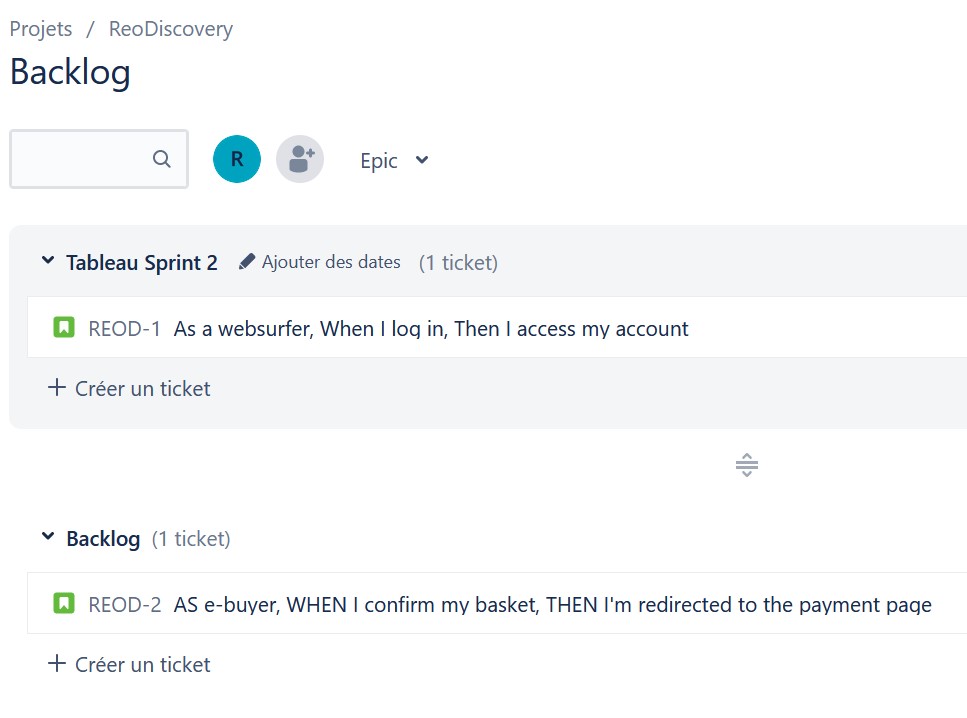 Projets / ReoDiscovery
Backlog
R Epic
Tableau Sprint 2 Ajouter des dates (1 ticket)
REOD-1 As a websurfer, When I log in, Then I access my account
+ Créer un ticket
Backlog (1 ticket)
REOD-2 AS e-buyer, WHEN I confirm my basket, THEN I'm redirected to the payment page
+ Créer un ticket